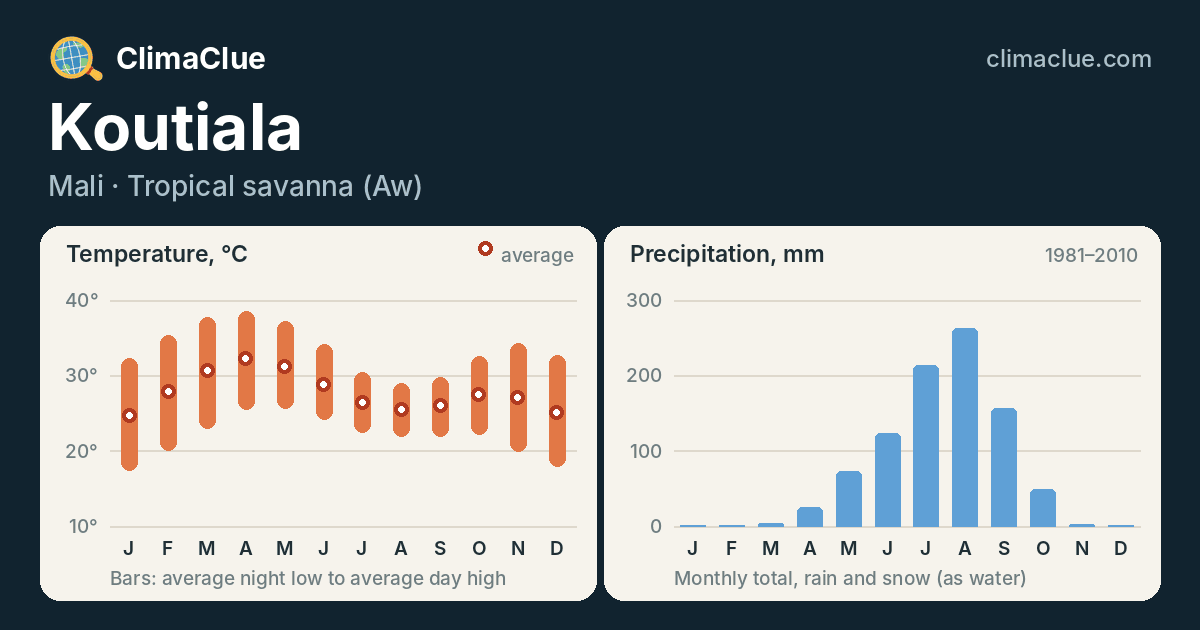 ClimaClue
climaclue.com
Koutiala
Mali · Tropical savanna (Aw)
Temperature, °C
average
40°
30°
20°
10°
J F M A M J J A S O N D
Bars: average night low to average day high
Precipitation, mm
1981–2010
300
200
100
0
J F M A M J J A S O N D
Monthly total, rain and snow (as water)